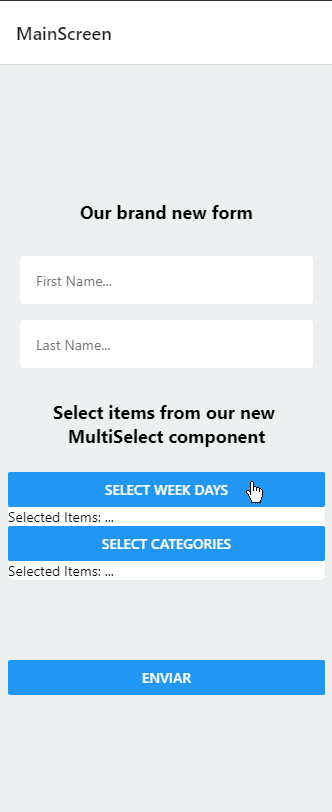 MainScreen
Our brand new form
First Name...
Last Name...
Select items from our new
MultiSelect component
SELECT WEEK DAYS
Selected Items: ...
SELECT CATEGORIES
Selected Items: ...
ENVIAR